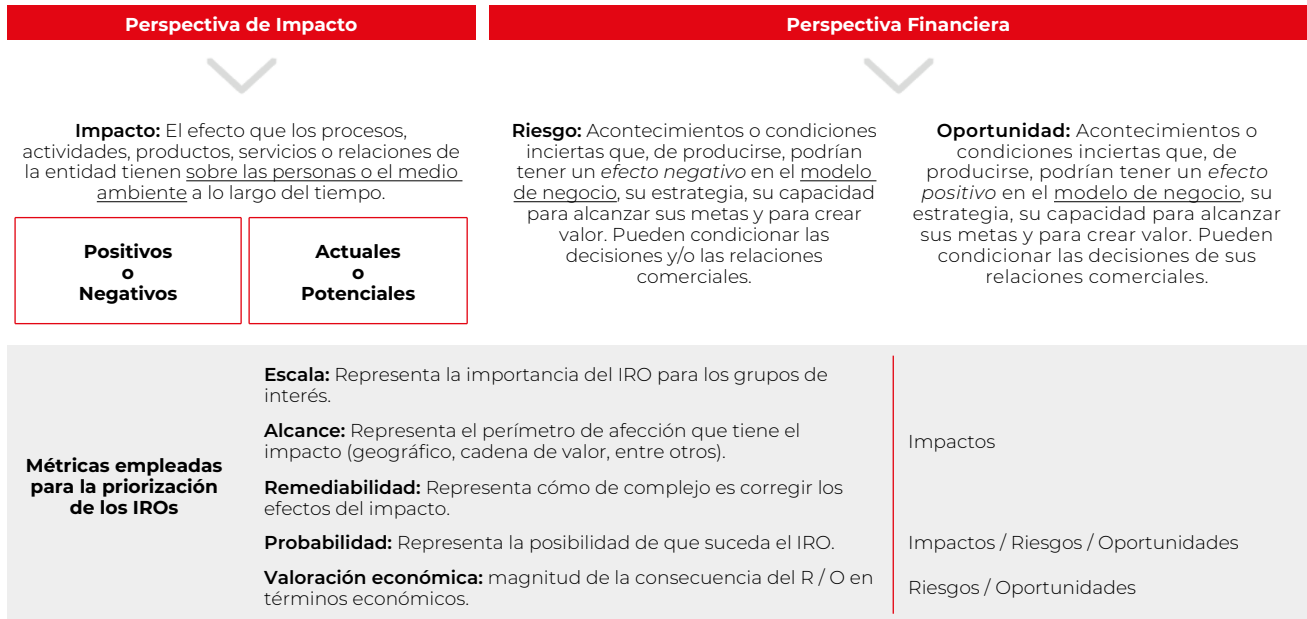 Perspectiva de Impacto
Perspectiva Financiera
Impacto: El efecto que los procesos,
actividades, productos, servicios o relaciones de
la entidad tienen sobre las personas o el medio
ambiente a lo largo del tiempo.
Positivos
o
Negativos
Actuales
o
Potenciales
Riesgo: Acontecimientos o condiciones
inciertas que, de producirse, podrían
tener un efecto negativo en el modelo
de negocio, su estrategia, su capacidad
para alcanzar sus metas y para crear
valor. Pueden condicionar las
decisiones y/o las relaciones
comerciales.
Oportunidad: Acontecimientos o
condiciones inciertas que, de
producirse, podrían tener un efecto
positivo en el modelo de negocio, su
estrategia, su capacidad para alcanzar
sus metas y para crear valor. Pueden
condicionar las decisiones de sus
relaciones comerciales.
Métricas empleadas
para la priorización
de los IROs
Escala: Representa la importancia del IRO para los grupos de
interés.
Alcance: Representa el perímetro de afección que tiene el
impacto (geográfico, cadena de valor, entre otros).
Remediabilidad: Representa cómo de complejo es corregir los
efectos del impacto.
Impactos
Probabilidad: Representa la posibilidad de que suceda el IRO.
Impactos / Riesgos / Oportunidades
Valoración económica: magnitud de la consecuencia del R / O en
términos económicos.
Riesgos / Oportunidades